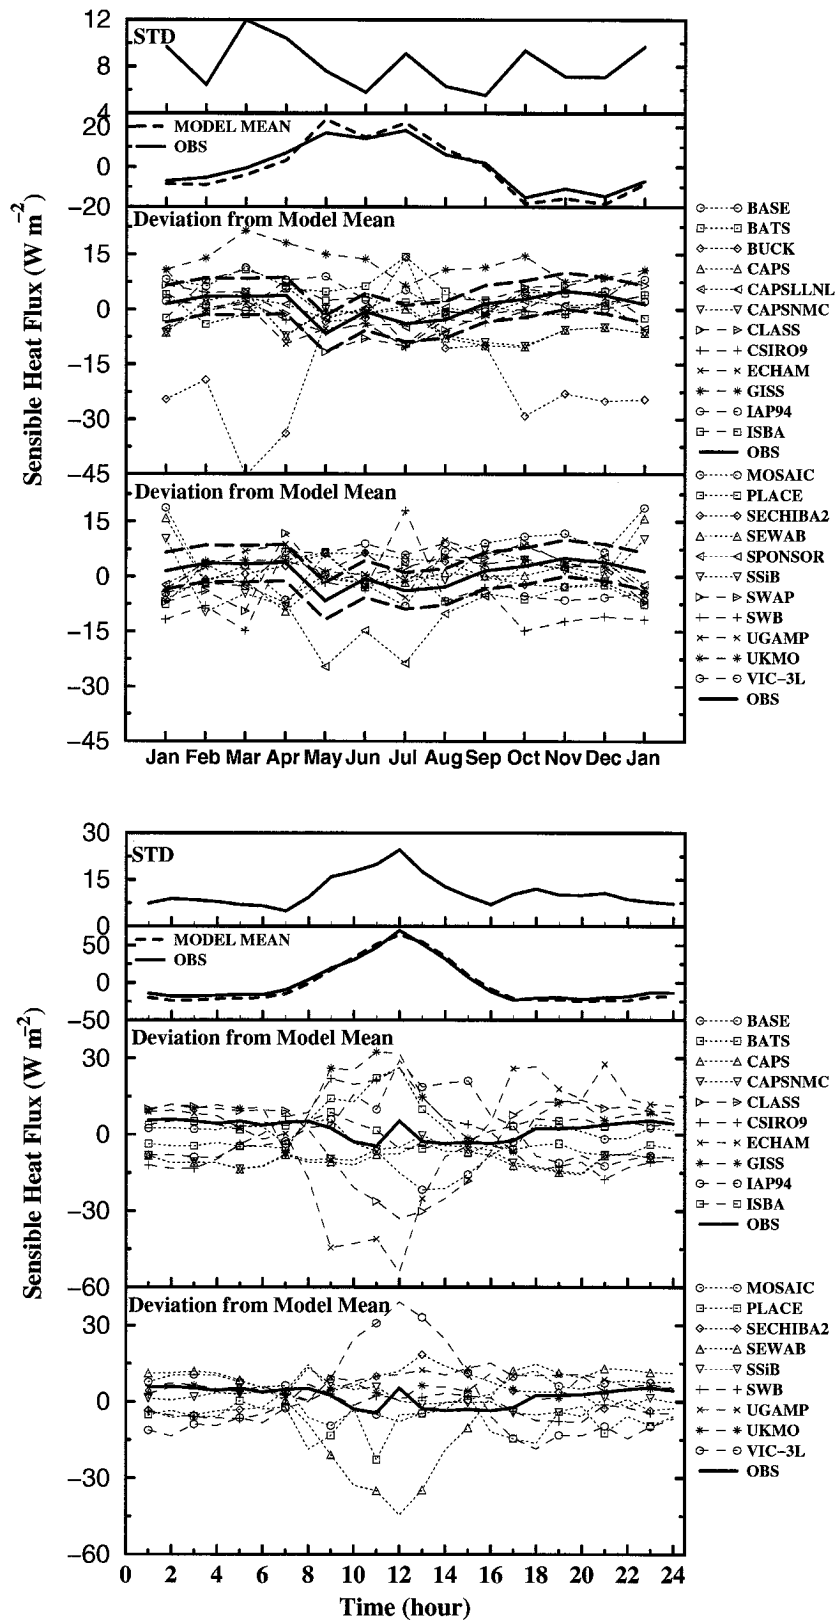 12
STD
8
4
20
MODEL MEAN
OBS
0
−20
Deviation from Model Mean
15
0
−15
−30
−45
BASE
BATS
BUCK
CAPS
CAPSLLNL
CAPSNMC
CLASS
CSIRO9
ECHAM
GISS
IAP94
ISBA
OBS
Sensible Heat Flux (W m−2)
Deviation from Model Mean
15
0
−15
−30
−45
MOSAIC
PLACE
SECHIBA2
SEWAB
SPONSOR
SSiB
SWAP
SWB
UGAMP
UKMO
VIC−3L
OBS
Jan Feb Mar Apr May Jun Jul Aug Sep Oct Nov Dec Jan
30
STD
15
0
50
MODEL MEAN
OBS
0
−50
Deviation from Model Mean
30
0
−30
−60
BASE
BATS
CAPS
CAPSNMC
CLASS
CSIRO9
ECHAM
GISS
IAP94
ISBA
OBS
Sensible Heat Flux (W m−2)
Deviation from Model Mean
30
0
−30
−60
MOSAIC
PLACE
SECHIBA2
SEWAB
SSiB
SWB
UGAMP
UKMO
VIC−3L
OBS
0 2 4 6 8 10 12 14 16 18 20 22 24
Time (hour)